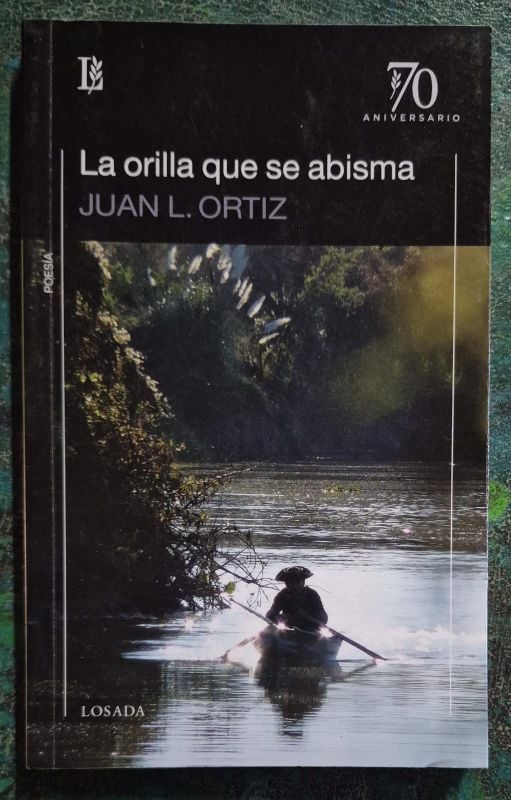 L
70
ANIVERSARIO
La orilla que se abisma
JUAN L. ORTIZ
POESÍA
LOSADA